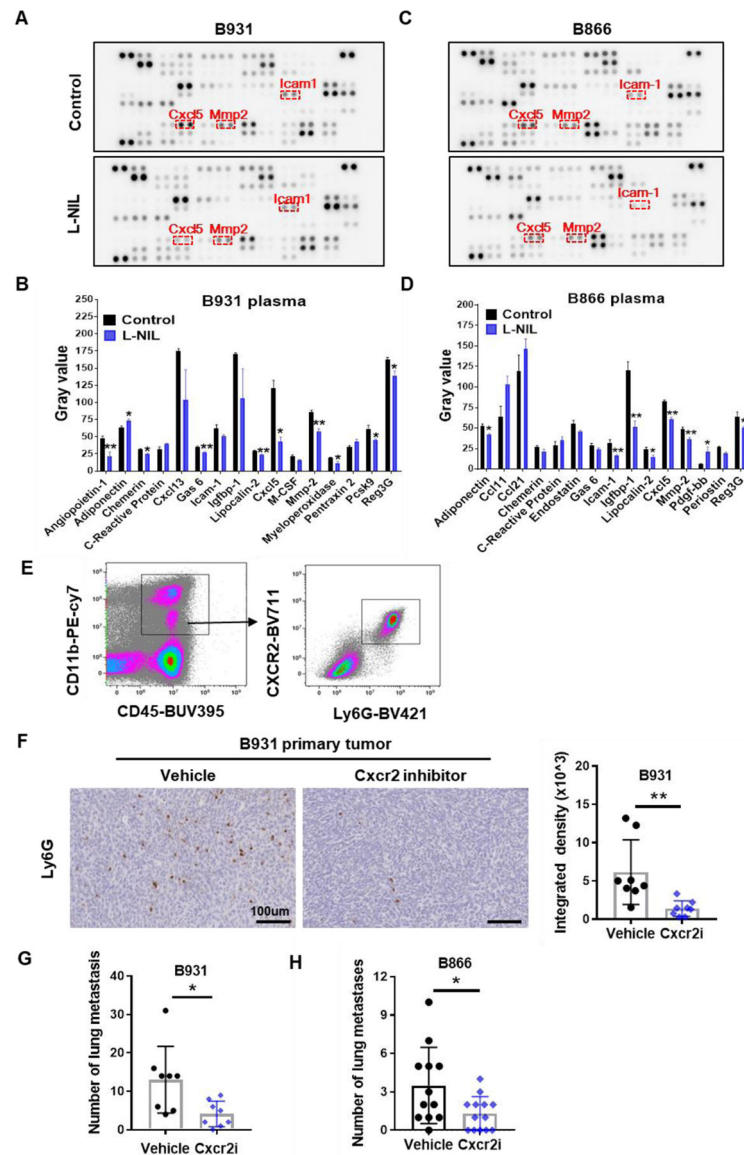 A
B931
C
B866
Control
Icam1
Cxcl5 Mmp2
Icam-1
Cxcl5 Mmp2
L-NIL
Icam1
Cxcl5 Mmp2
Icam-1
Cxcl5 Mmp2
B
B931 plasma
Control
L-NIL
Gray value
250
225
200
175
150
125
100
75
50
25
0
** * * ** ** * ** * * *
Angiopoietin-1
Adiponectin
Chemerin
C-Reactive Protein
Cxcl13
Gas 6
Icam-1
Igfbp-1
Lipocalin-2
Cxcl5
M-CSF
Mmp-2
Myeloperoxidase
Pentraxin 2
Pcsk9
Reg3G
D
B866 plasma
Control
L-NIL
Gray value
250
200
150
100
50
0
* ** ** * ** ** * *
Adiponectin
Ccl11
Ccl21
Chemerin
C-Reactive Protein
Endostatin
Gas 6
Icam-1
Igfbp-1
Lipocalin-2
Cxcl5
Mmp-2
Pdgf-bb
Periostin
Reg3G
E
CD11b-PE-cy7
CD45-BUV395
CXCR2-BV711
Ly6G-BV421
F
B931 primary tumor
Vehicle
Cxcr2 inhibitor
Ly6G
100um
Integrated density (x10^3)
B931
**
20
15
10
5
0
Vehicle Cxcr2i
G
B931
*
Number of lung metastasis
40
30
20
10
0
Vehicle Cxcr2i
H
B866
*
Number of lung metastases
12
9
6
3
0
Vehicle Cxcr2i